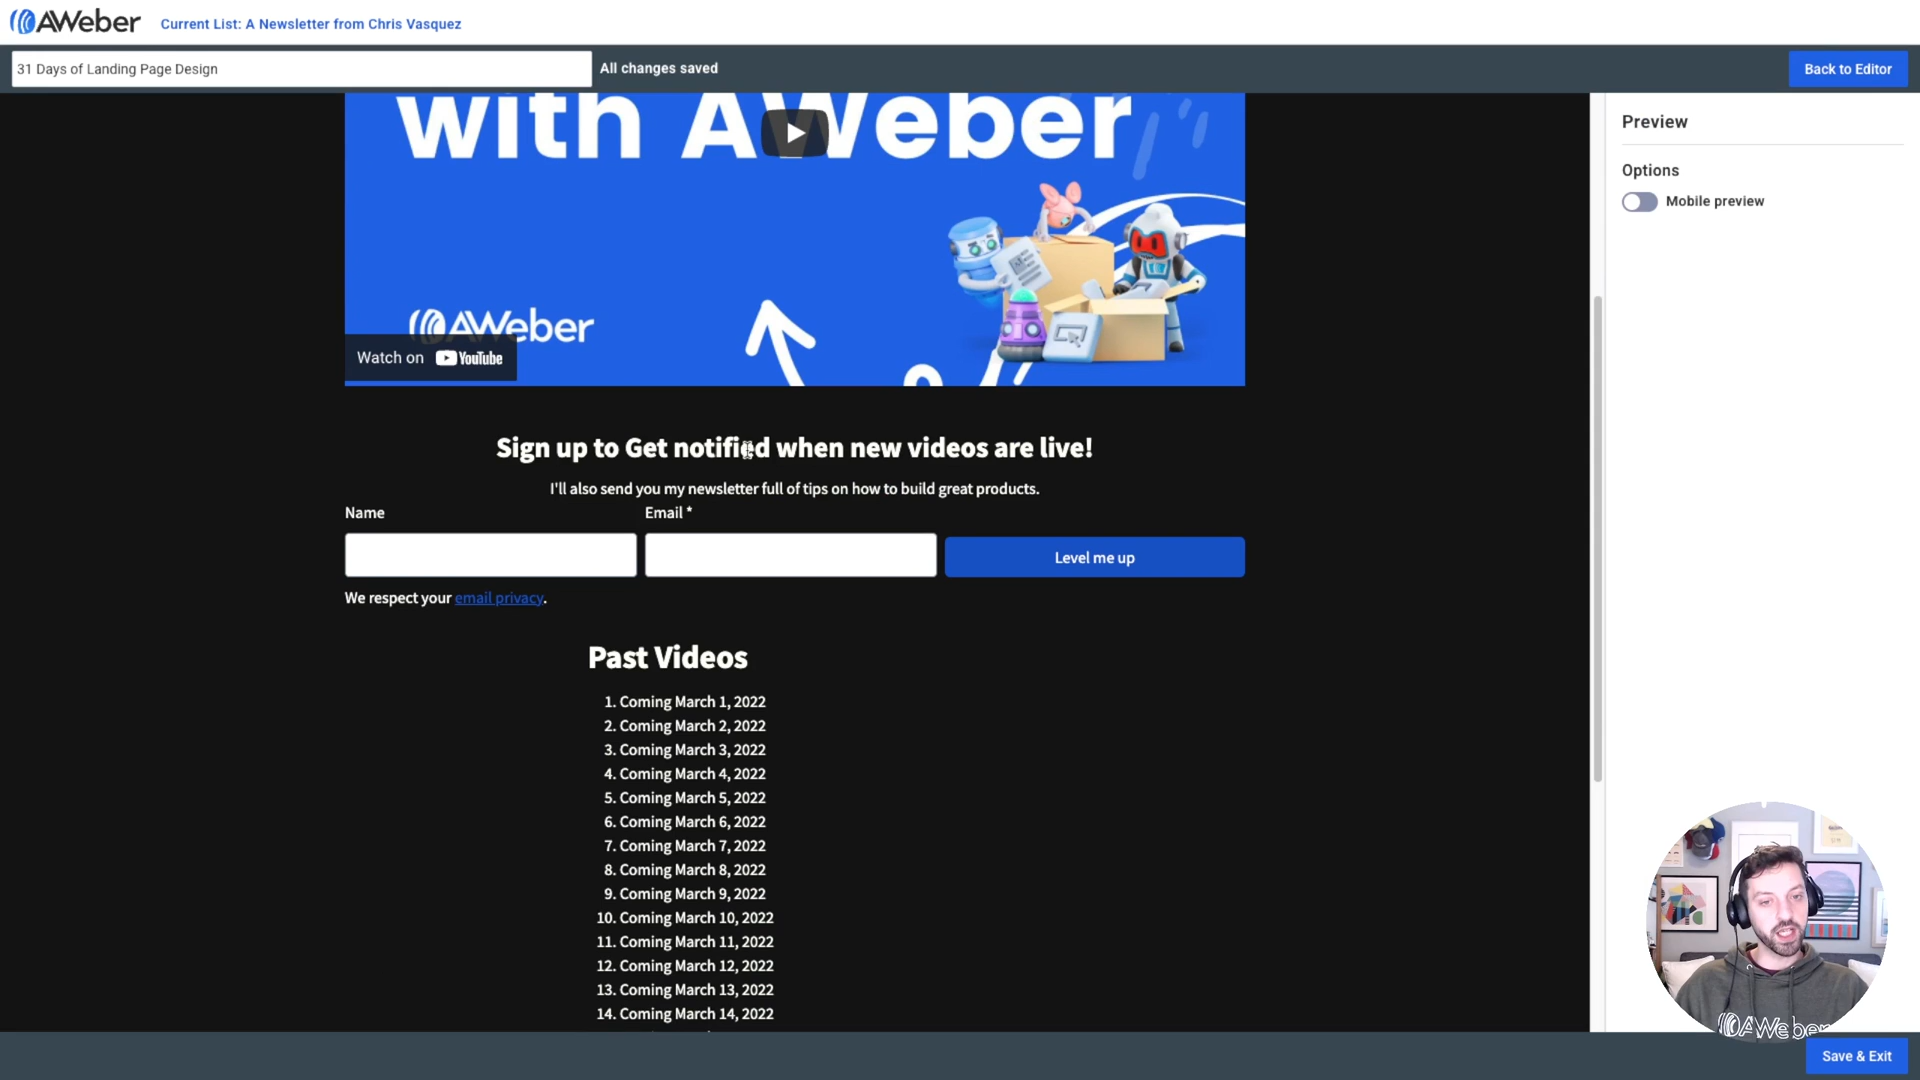 AWeber
Current List: A Newsletter from Chris Vasquez
31 Days of Landing Page Design
All changes saved
Back to Editor
with AWeber
AWeber
Watch on YouTube
Preview
Options
Mobile preview
Sign up to Get notified when new videos are live!
I'll also send you my newsletter full of tips on how to build great products.
Name
Email *
Level me up
We respect your email privacy.
Past Videos
1. Coming March 1, 2022
2. Coming March 2, 2022
3. Coming March 3, 2022
4. Coming March 4, 2022
5. Coming March 5, 2022
6. Coming March 6, 2022
7. Coming March 7, 2022
8. Coming March 8, 2022
9. Coming March 9, 2022
10. Coming March 10, 2022
11. Coming March 11, 2022
12. Coming March 12, 2022
13. Coming March 13, 2022
14. Coming March 14, 2022
AWeber
Save & Exit